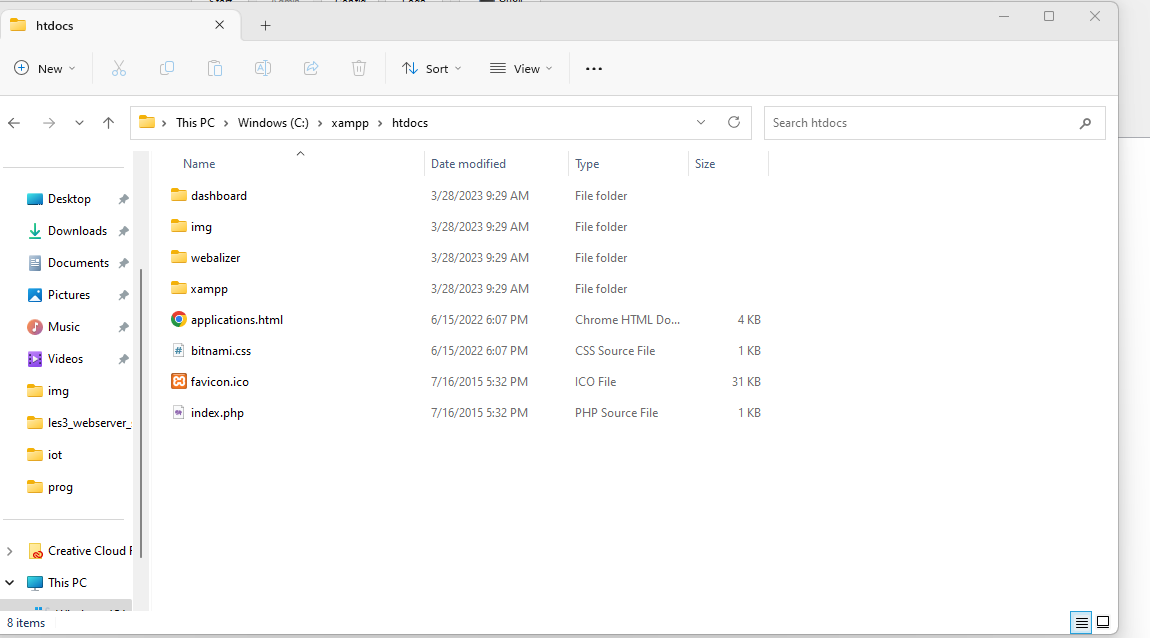 htdocs
New
Sort
View
This PC
Windows (C:)
xampp
htdocs
Search htdocs
Name
Date modified
Type
Size
dashboard 3/28/2023 9:29 AM File folder
img 3/28/2023 9:29 AM File folder
webalizer 3/28/2023 9:29 AM File folder
xampp 3/28/2023 9:29 AM File folder
applications.html 6/15/2022 6:07 PM Chrome HTML Do... 4 KB
bitnami.css 6/15/2022 6:07 PM CSS Source File 1 KB
favicon.ico 7/16/2015 5:32 PM ICO File 31 KB
index.php 7/16/2015 5:32 PM PHP Source File 1 KB
Desktop
Downloads
Documents
Pictures
Music
Videos
img
les3_webserver_
iot
prog
Creative Cloud F
This PC
8 items